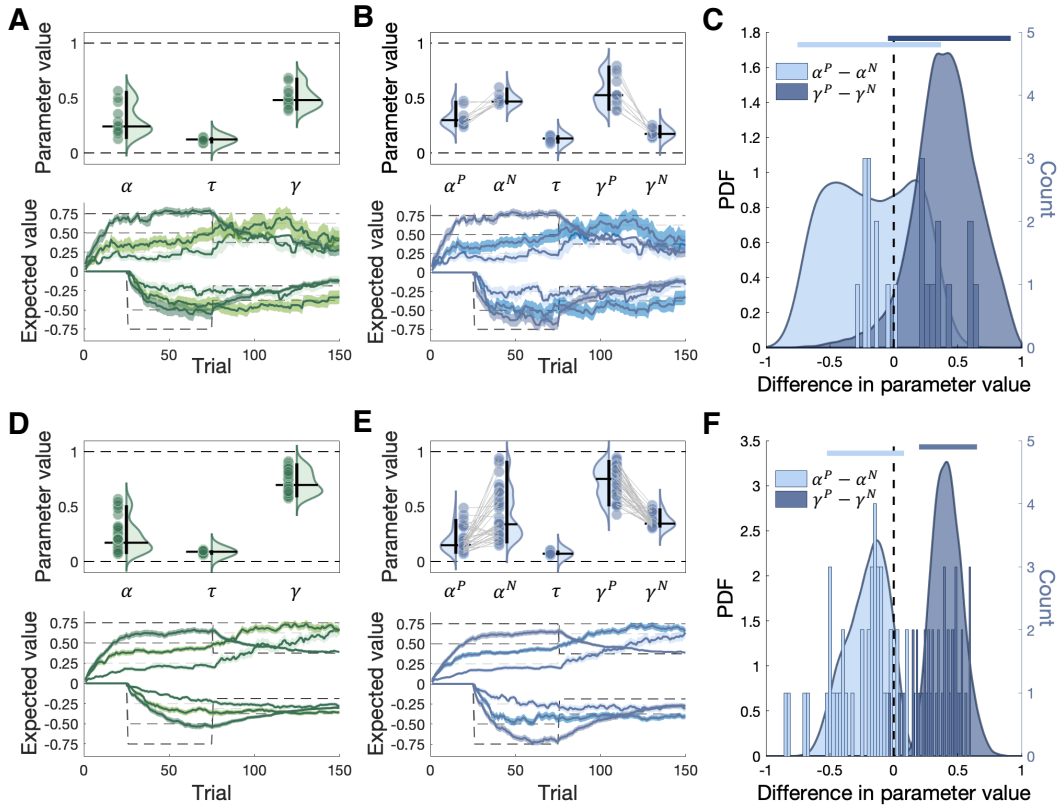 A
Parameter value
1
0.5
0
α
τ
γ
Expected value
0.75
0.50
0.25
0
-0.25
-0.50
-0.75
0
50
100
150
Trial
B
Parameter value
1
0.5
0
α^P
α^N
τ
γ^P
γ^N
Expected value
0.75
0.50
0.25
0
-0.25
-0.50
-0.75
0
50
100
150
Trial
C
PDF
1.8
1.6
1.4
1.2
1
0.8
0.6
0.4
0.2
0
α^P − α^N
γ^P − γ^N
Count
5
4
3
2
1
0
-1
-0.5
0
0.5
1
Difference in parameter value
D
Parameter value
1
0.5
0
α
τ
γ
Expected value
0.75
0.50
0.25
0
-0.25
-0.50
-0.75
0
50
100
150
Trial
E
Parameter value
1
0.5
0
α^P
α^N
τ
γ^P
γ^N
Expected value
0.75
0.50
0.25
0
-0.25
-0.50
-0.75
0
50
100
150
Trial
F
PDF
3.5
3
2.5
2
1.5
1
0.5
0
α^P − α^N
γ^P − γ^N
Count
5
4
3
2
1
0
-1
-0.5
0
0.5
1
Difference in parameter value